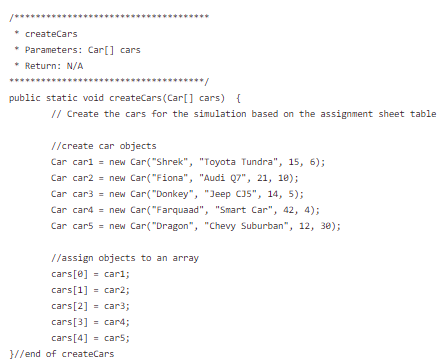 /*************************************
* createCars
* Parameters: Car[] cars
* Return: N/A
*************************************/
public static void createCars(Car[] cars) {
// Create the cars for the simulation based on the assignment sheet table
//create car objects
Car car1 = new Car("Shrek", "Toyota Tundra", 15, 6);
Car car2 = new Car("Fiona", "Audi Q7", 21, 10);
Car car3 = new Car("Donkey", "Jeep CJ5", 14, 5);
Car car4 = new Car("Farquaad", "Smart Car", 42, 4);
Car car5 = new Car("Dragon", "Chevy Suburban", 12, 30);
//assign objects to an array
cars[0] = car1;
cars[1] = car2;
cars[2] = car3;
cars[3] = car4;
cars[4] = car5;
}//end of createCars